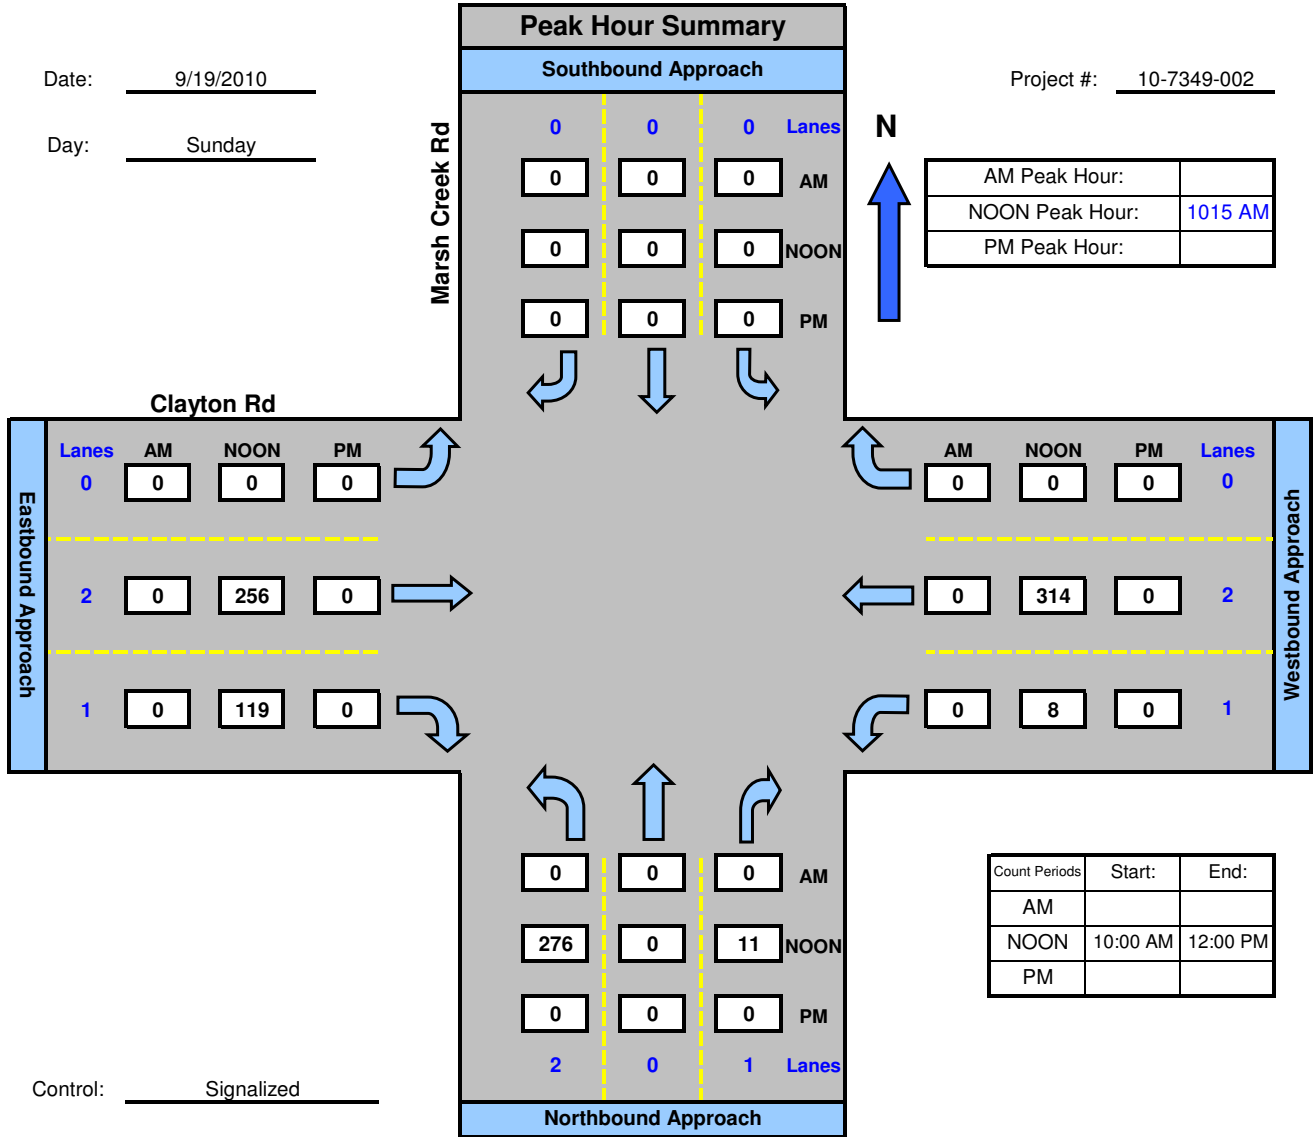 Peak Hour Summary
Southbound Approach
Date: 9/19/2010
Project #: 10-7349-002
Day: Sunday
Marsh Creek Rd
0 0 0 Lanes
0 0 0 AM
0 0 0 NOON
0 0 0 PM
N
AM Peak Hour:
NOON Peak Hour: 1015 AM
PM Peak Hour:
Clayton Rd
Eastbound Approach
Lanes AM NOON PM
0 0 0 0
2 0 256 0
1 0 119 0
AM NOON PM Lanes
0 0 0 0
0 314 0 2
0 8 0 1
Westbound Approach
0 0 0 AM
276 0 11 NOON
0 0 0 PM
2 0 1 Lanes
Northbound Approach
Count Periods Start: End:
AM
NOON 10:00 AM 12:00 PM
PM
Control: Signalized